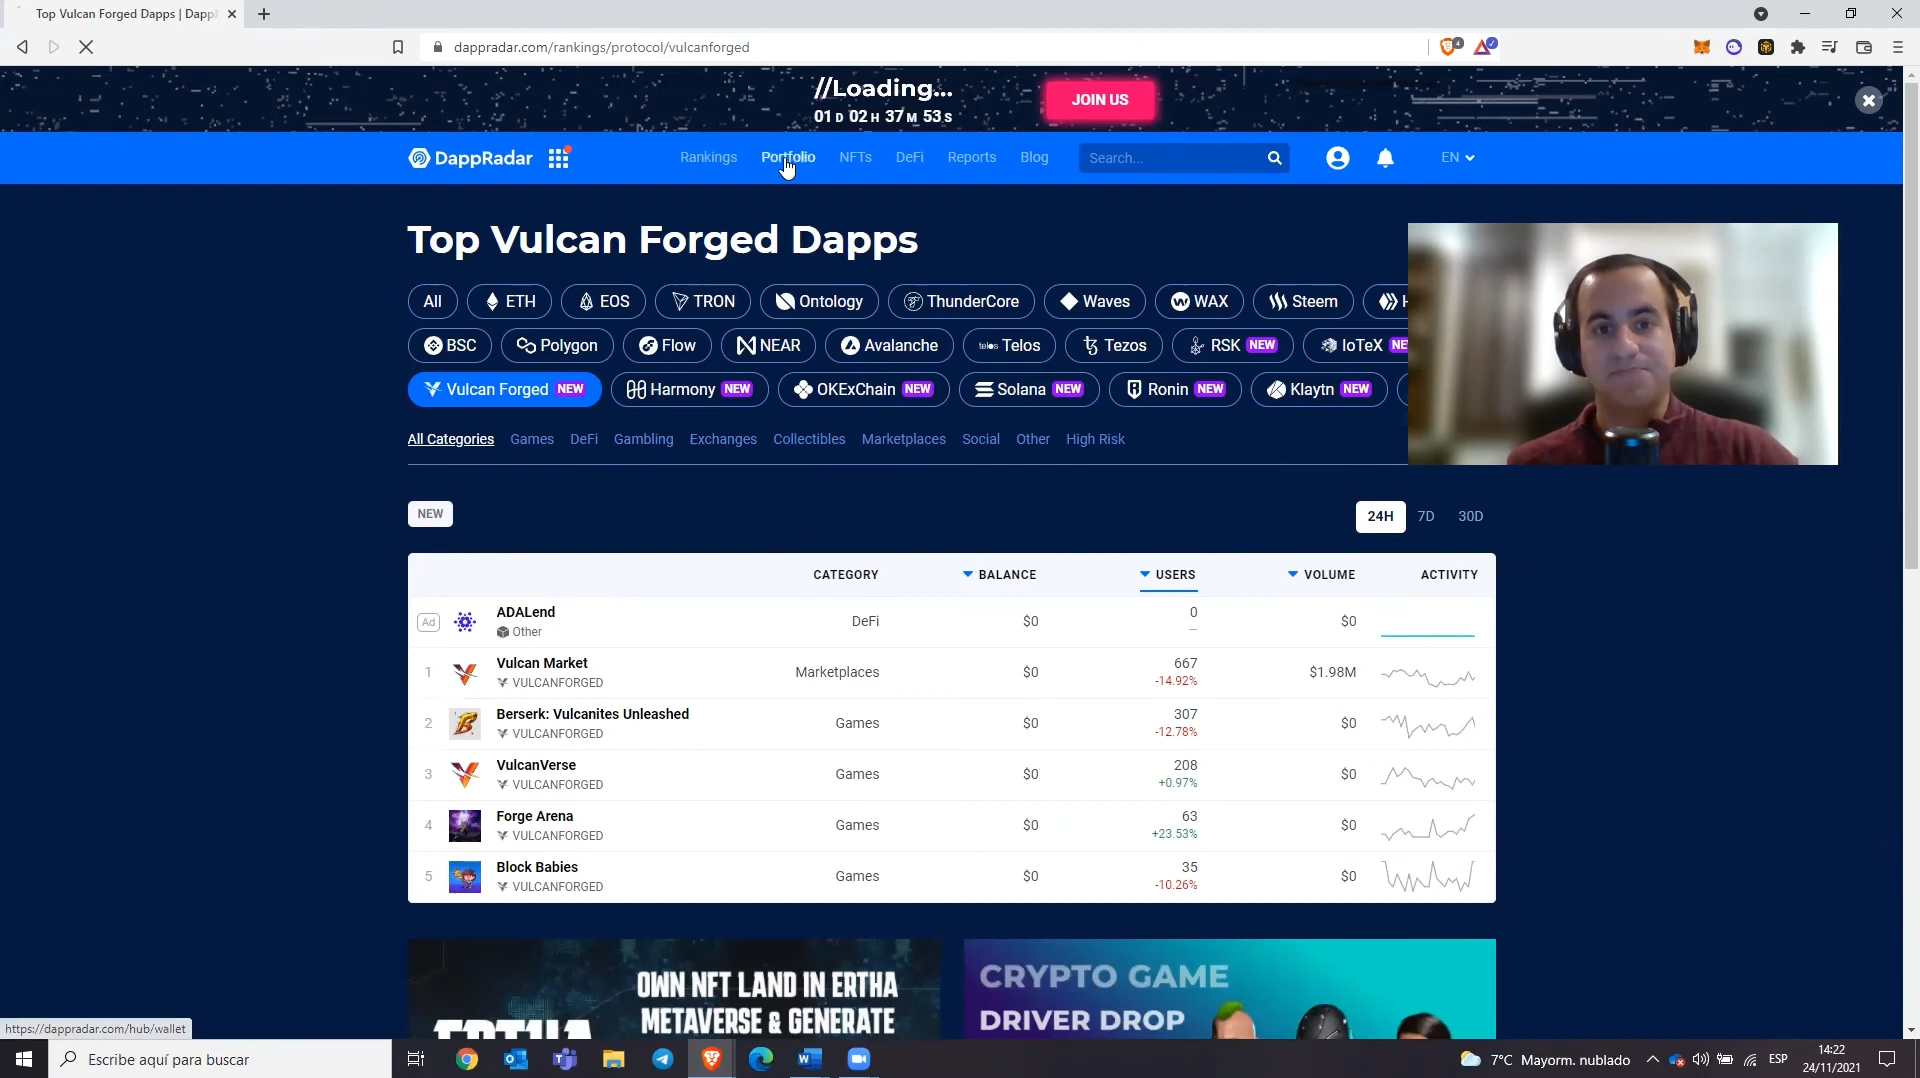 Top Vulcan Forged Dapps | Dapp
dappradar.com/rankings/protocol/vulcanforged
4
//Loading...
01 D 02 H 37 M 53 S
JOIN US
DappRadar
Rankings Portfolio NFTs DeFi Reports Blog Search... EN
Top Vulcan Forged Dapps
All ETH EOS TRON Ontology ThunderCore Waves WAX Steem H
BSC Polygon Flow NEAR Avalanche telos Telos Tezos RSK NEW IoTeX NE
Vulcan Forged NEW Harmony NEW OKExChain NEW Solana NEW Ronin NEW Klaytn NEW
All Categories Games DeFi Gambling Exchanges Collectibles Marketplaces Social Other High Risk
NEW
24H 7D 30D
CATEGORY BALANCE USERS VOLUME ACTIVITY
Ad ADALend Other DeFi $0 0 – $0
1 Vulcan Market VULCANFORGED Marketplaces $0 667 -14.92% $1.98M
2 Berserk: Vulcanites Unleashed VULCANFORGED Games $0 307 -12.78% $0
3 VulcanVerse VULCANFORGED Games $0 208 +0.97% $0
4 Forge Arena VULCANFORGED Games $0 63 +23.53% $0
5 Block Babies VULCANFORGED Games $0 35 -10.26% $0
OWN NFT LAND IN ERTHA
METAVERSE & GENERATE
ERTHA
CRYPTO GAME
DRIVER DROP
https://dappradar.com/hub/wallet
Escribe aquí para buscar
7°C Mayorm. nublado
ESP
14:22
24/11/2021